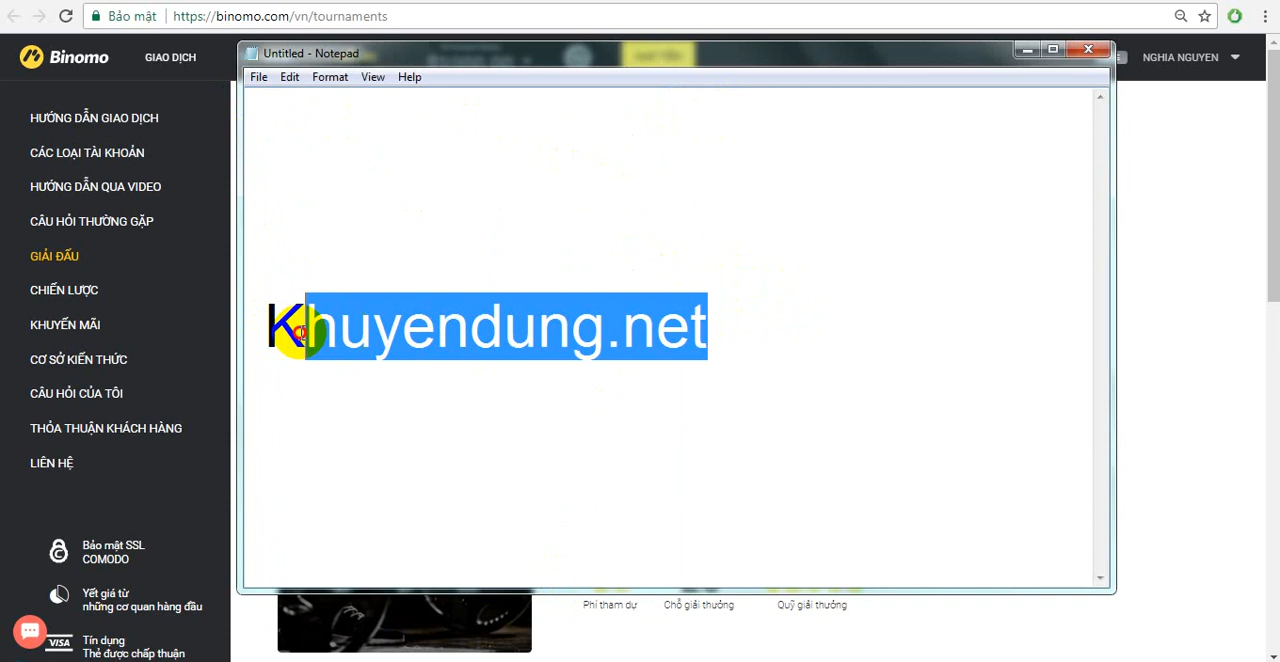 Bảo mật
https://binomo.com/vn/tournaments
Binomo
GIAO DỊCH
NGHIA NGUYEN
Untitled - Notepad
File Edit Format View Help
Khuyendung.net
HƯỚNG DẪN GIAO DỊCH
CÁC LOẠI TÀI KHOẢN
HƯỚNG DẪN QUA VIDEO
CÂU HỎI THƯỜNG GẶP
GIẢI ĐẤU
CHIẾN LƯỢC
KHUYẾN MÃI
CƠ SỞ KIẾN THỨC
CÂU HỎI CỦA TÔI
THỎA THUẬN KHÁCH HÀNG
LIÊN HỆ
Bảo mật SSL
COMODO
Yết giá từ
những cơ quan hàng đầu
VISA
Tín dụng
Thẻ được chấp thuận
Phí tham dự
Chỗ giải thưởng
Quỹ giải thưởng